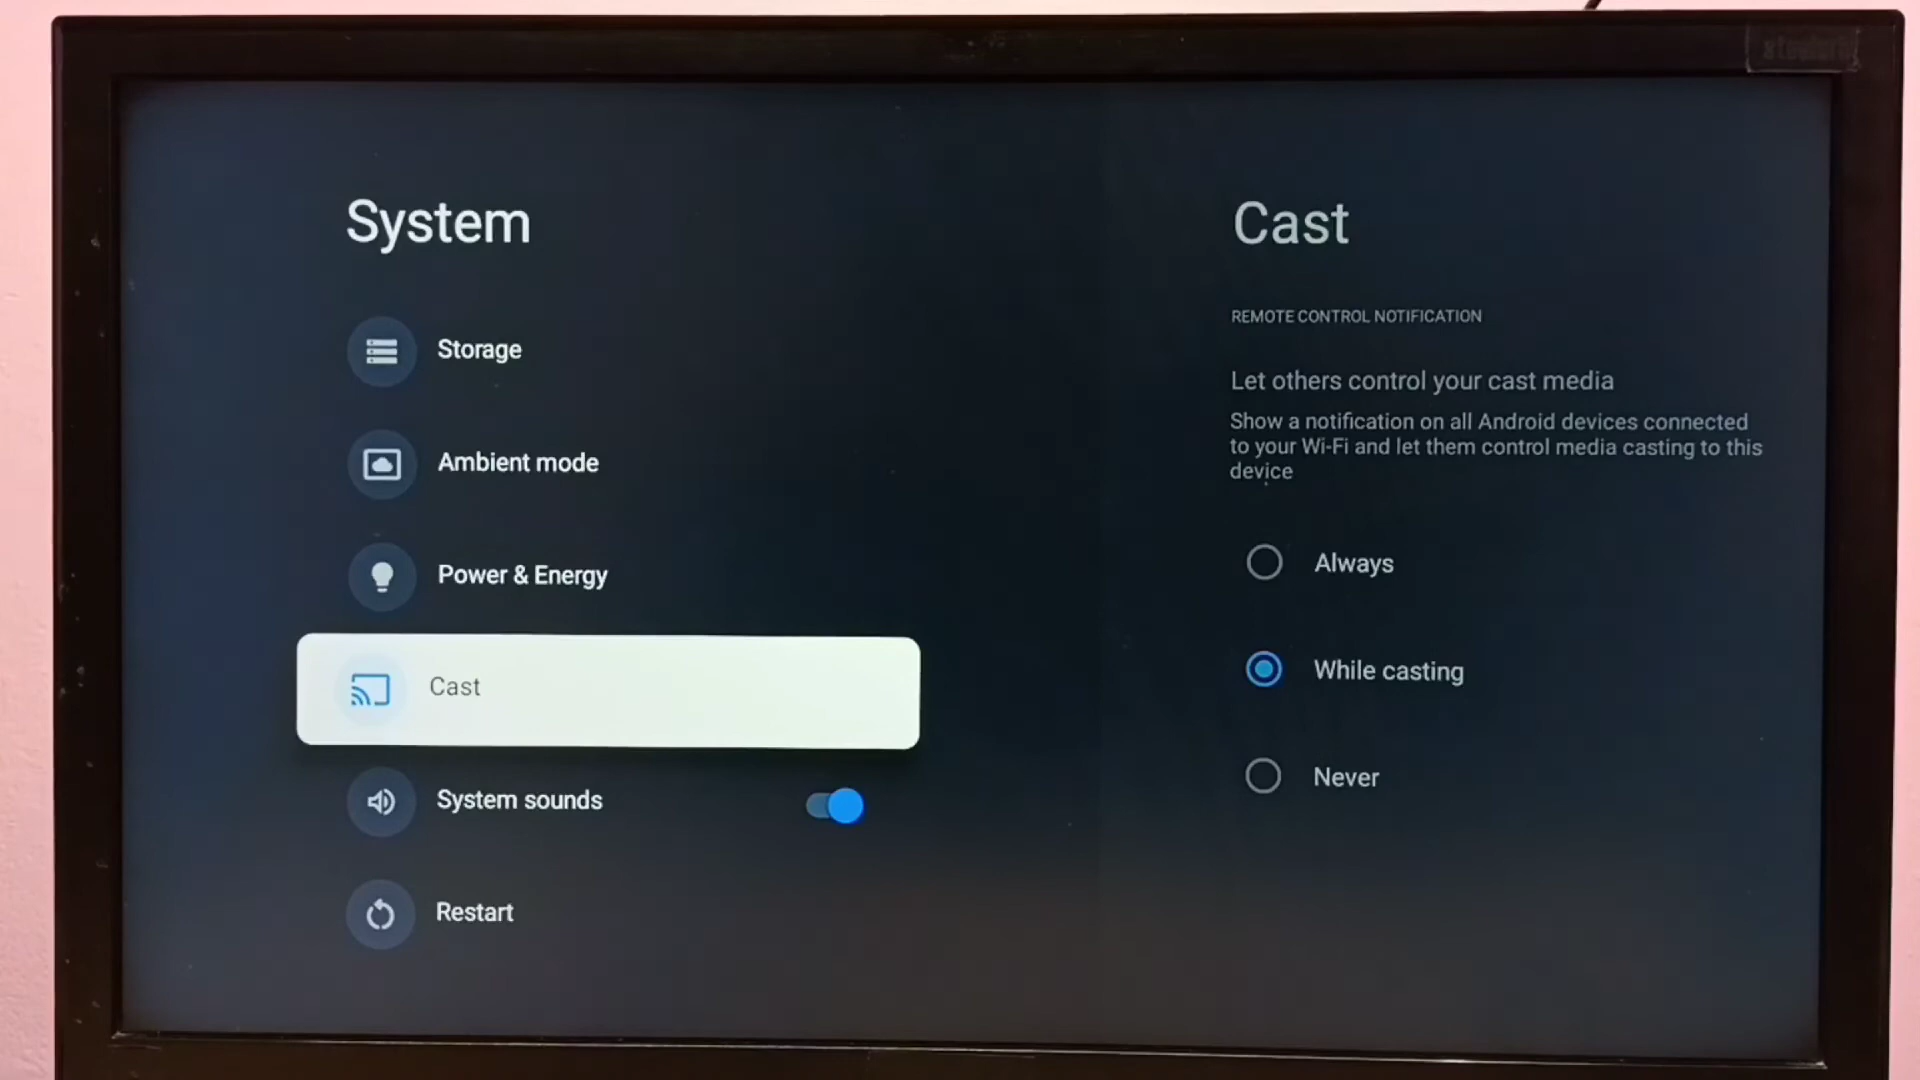 System
Storage
Ambient mode
Power & Energy
Cast
System sounds
Restart
Cast
REMOTE CONTROL NOTIFICATION
Let others control your cast media
Show a notification on all Android devices connected
to your Wi-Fi and let them control media casting to this
device
Always
While casting
Never